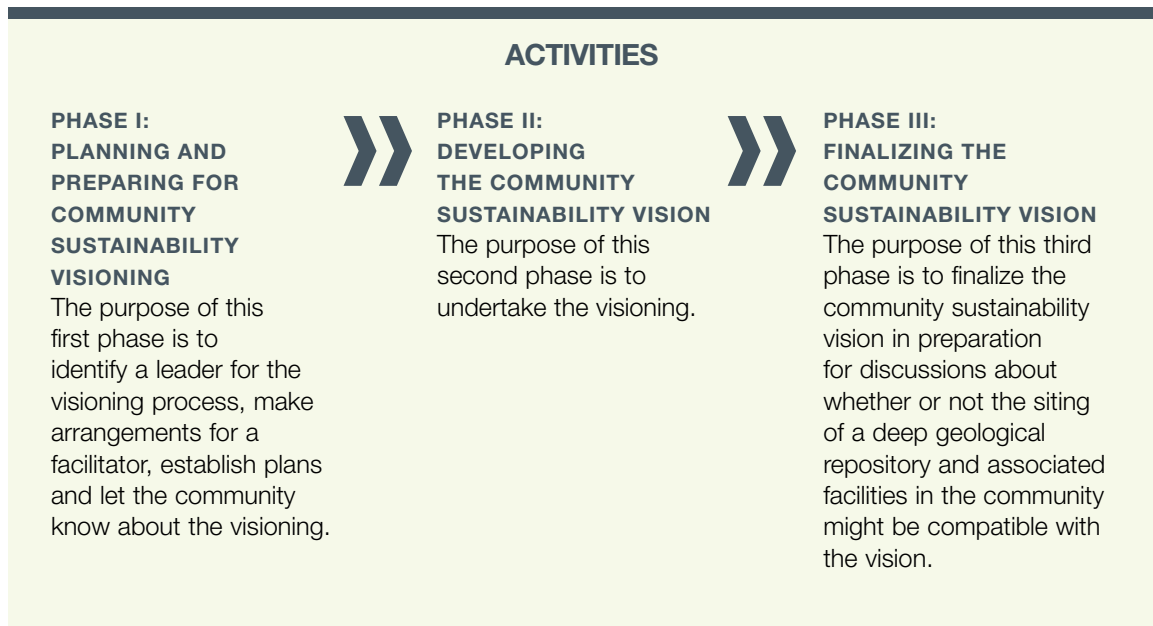 ACTIVITIES
PHASE I:
PLANNING AND
PREPARING FOR
COMMUNITY
SUSTAINABILITY
VISIONING
The purpose of this
first phase is to
identify a leader for the
visioning process, make
arrangements for a
facilitator, establish plans
and let the community
know about the visioning.
PHASE II:
DEVELOPING
THE COMMUNITY
SUSTAINABILITY VISION
The purpose of this
second phase is to
undertake the visioning.
PHASE III:
FINALIZING THE
COMMUNITY
SUSTAINABILITY VISION
The purpose of this third
phase is to finalize the
community sustainability
vision in preparation
for discussions about
whether or not the siting
of a deep geological
repository and associated
facilities in the community
might be compatible with
the vision.